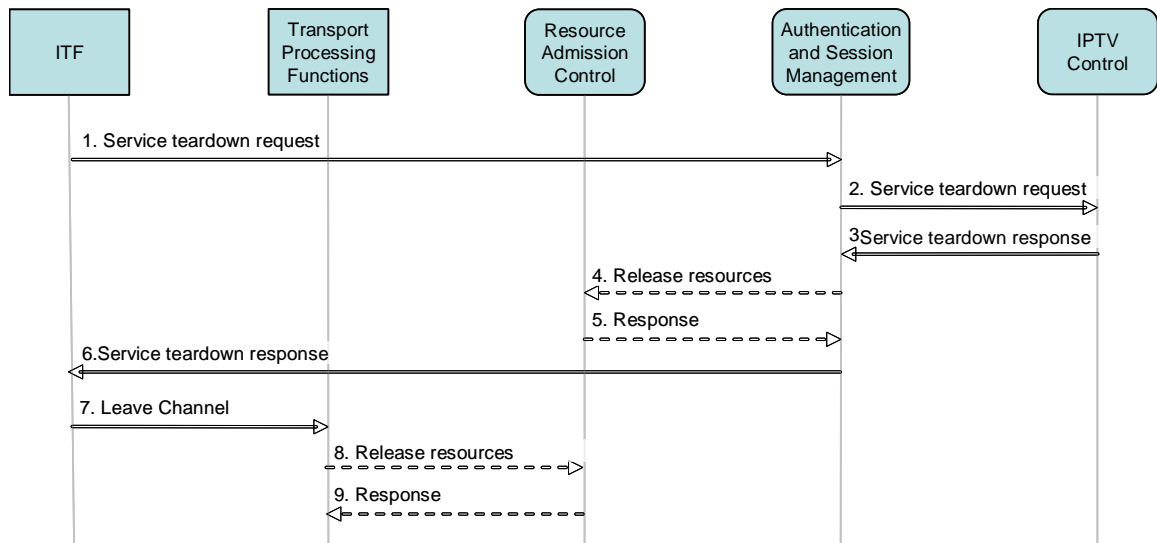 ITF
Transport
Processing
Functions
Resource
Admission
Control
Authentication
and Session
Management
IPTV
Control
1. Service teardown request
2. Service teardown request
3Service teardown response
4. Release resources
5. Response
6.Service teardown response
7. Leave Channel
8. Release resources
9. Response